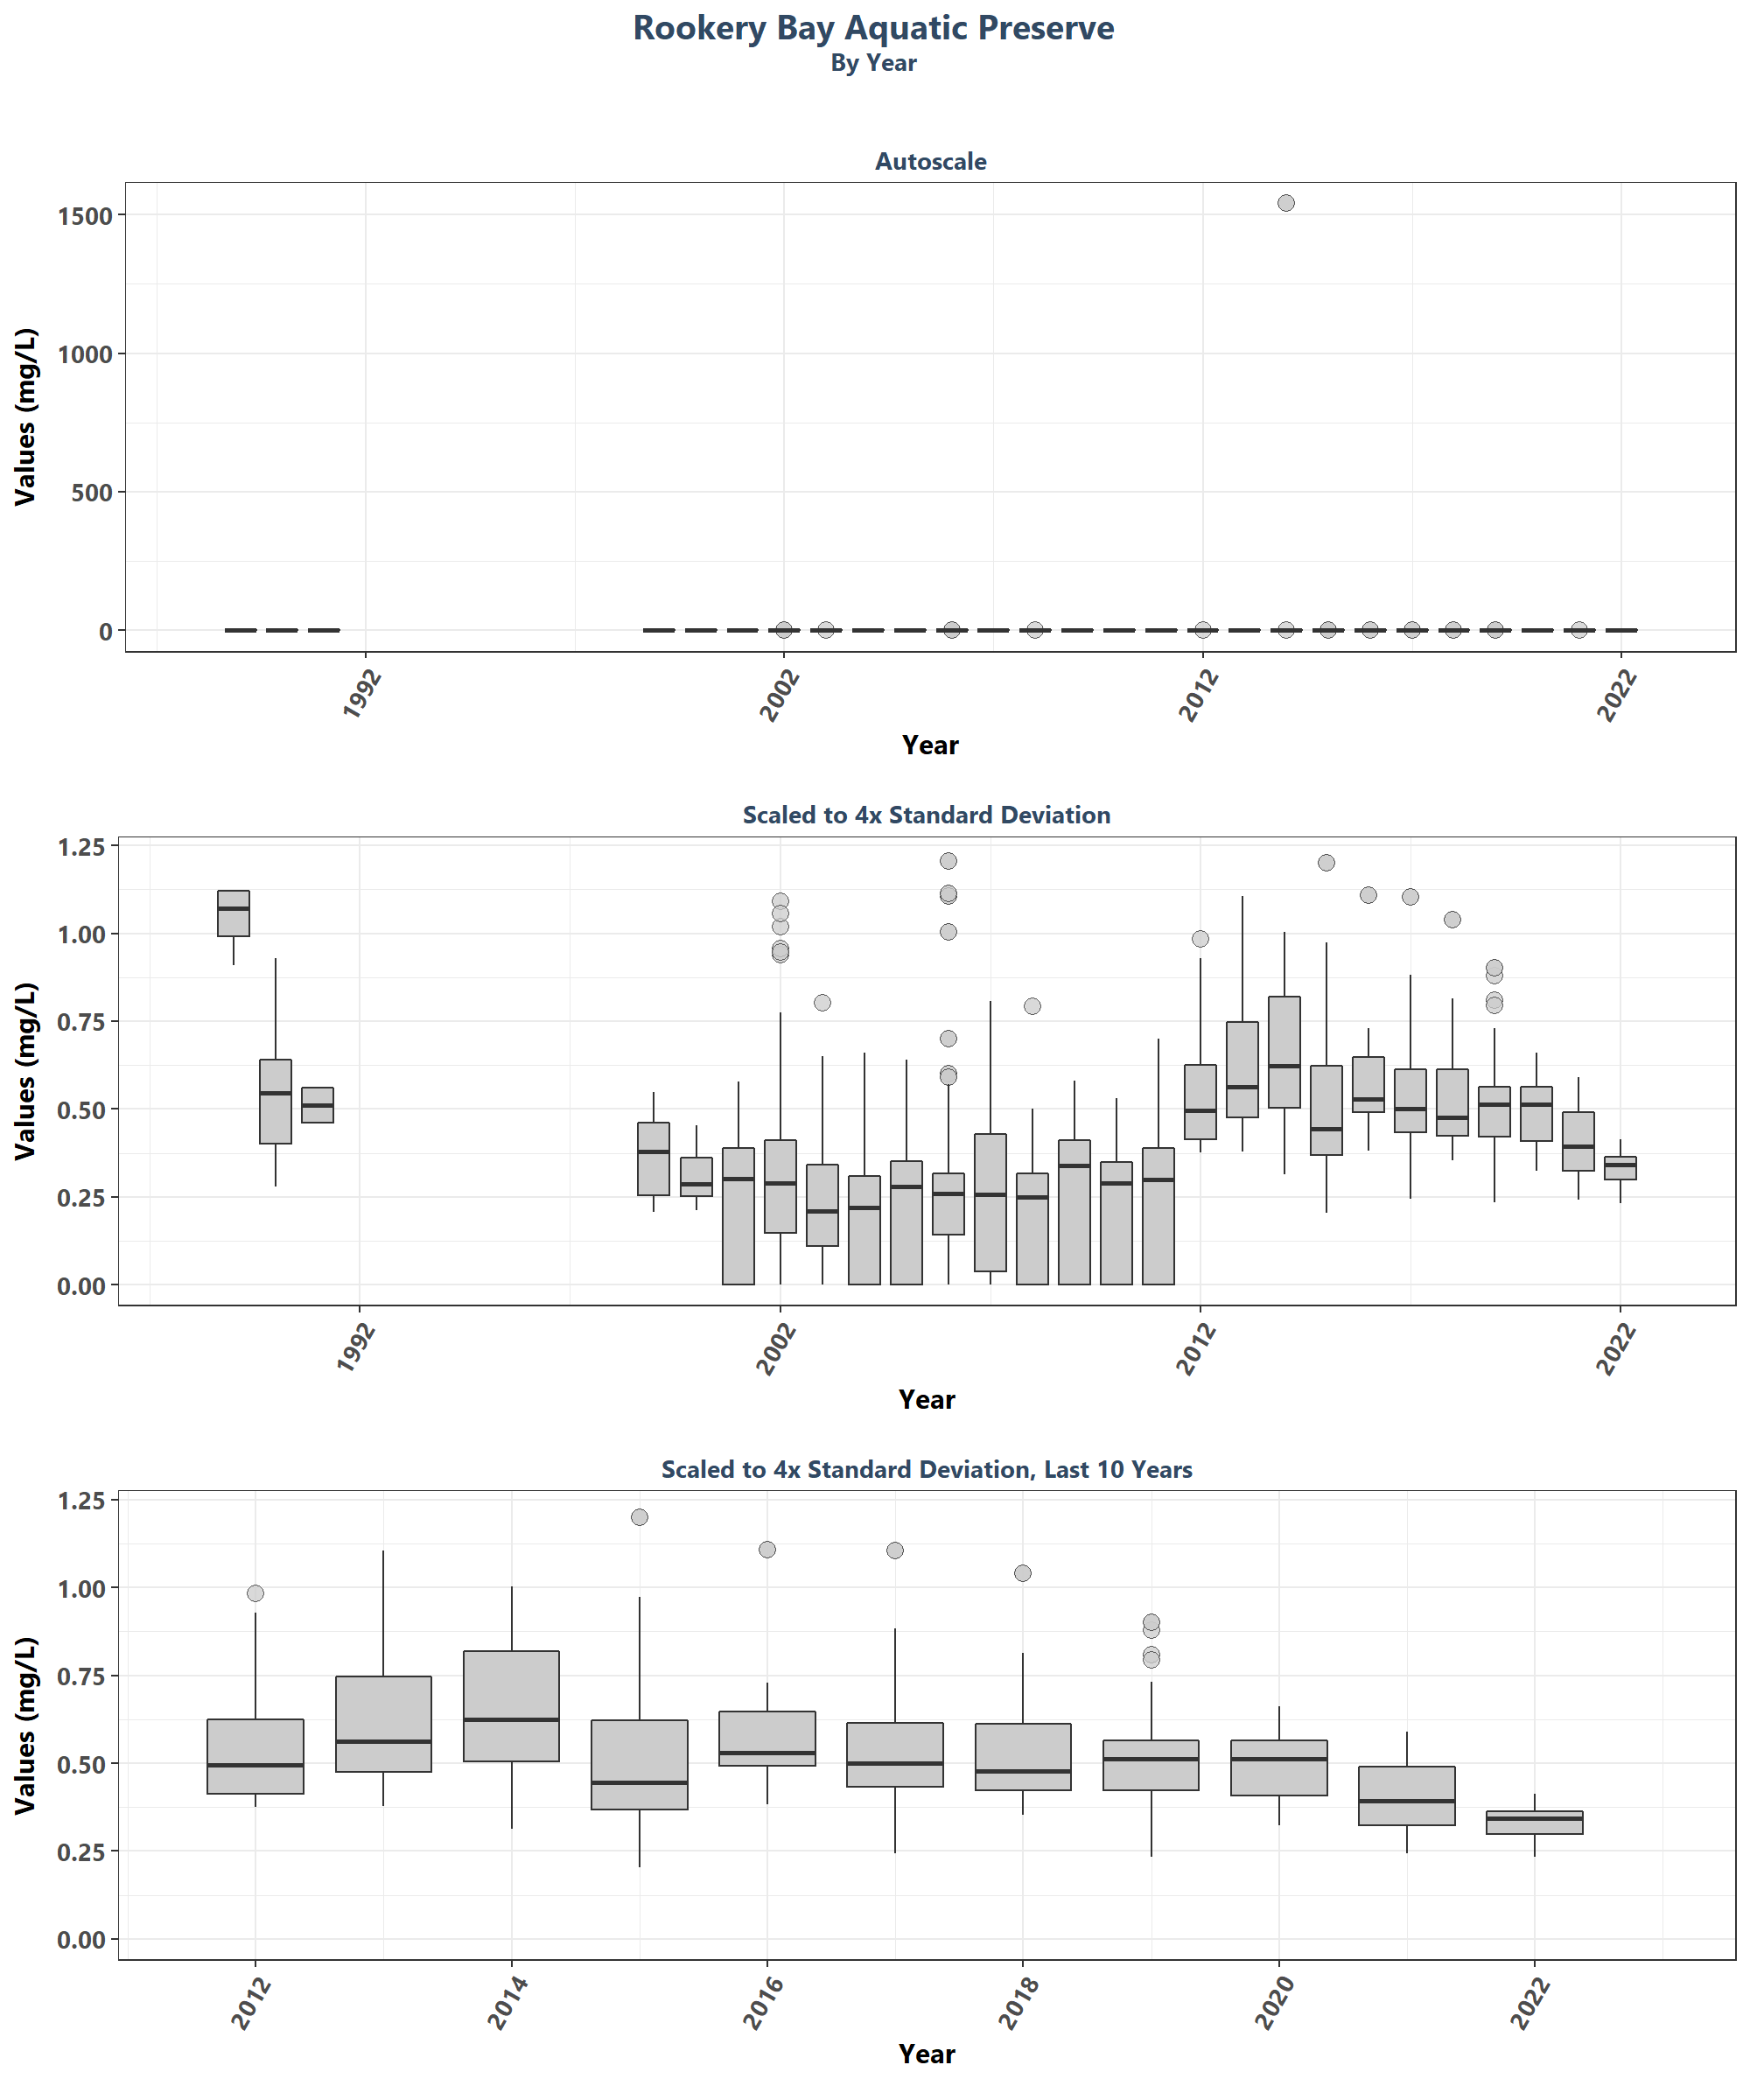 Rookery Bay Aquatic Preserve
By Year
Autoscale
Values (mg/L)
1500
1000
500
0
1992
2002
2012
2022
Year
Scaled to 4x Standard Deviation
Values (mg/L)
1.25
1.00
0.75
0.50
0.25
0.00
1992
2002
2012
2022
Year
Scaled to 4x Standard Deviation, Last 10 Years
Values (mg/L)
1.25
1.00
0.75
0.50
0.25
0.00
2012
2014
2016
2018
2020
2022
Year